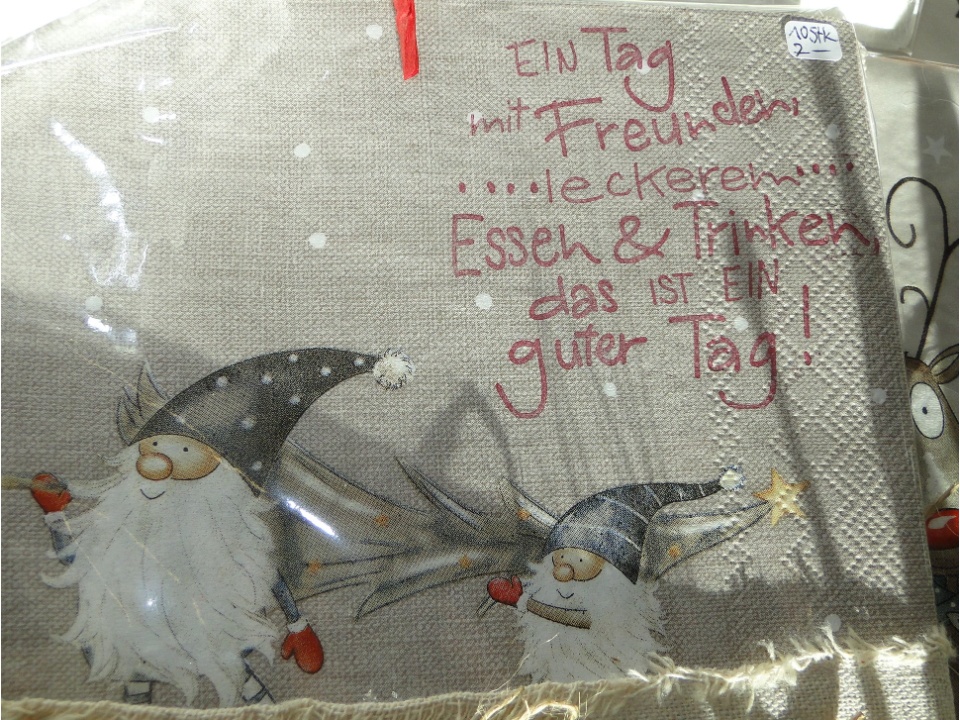 10Stk
2—
EIN Tag
mit Freunden,
....leckerem....
Essen & Trinken,
das IST EIN
guter Tag!